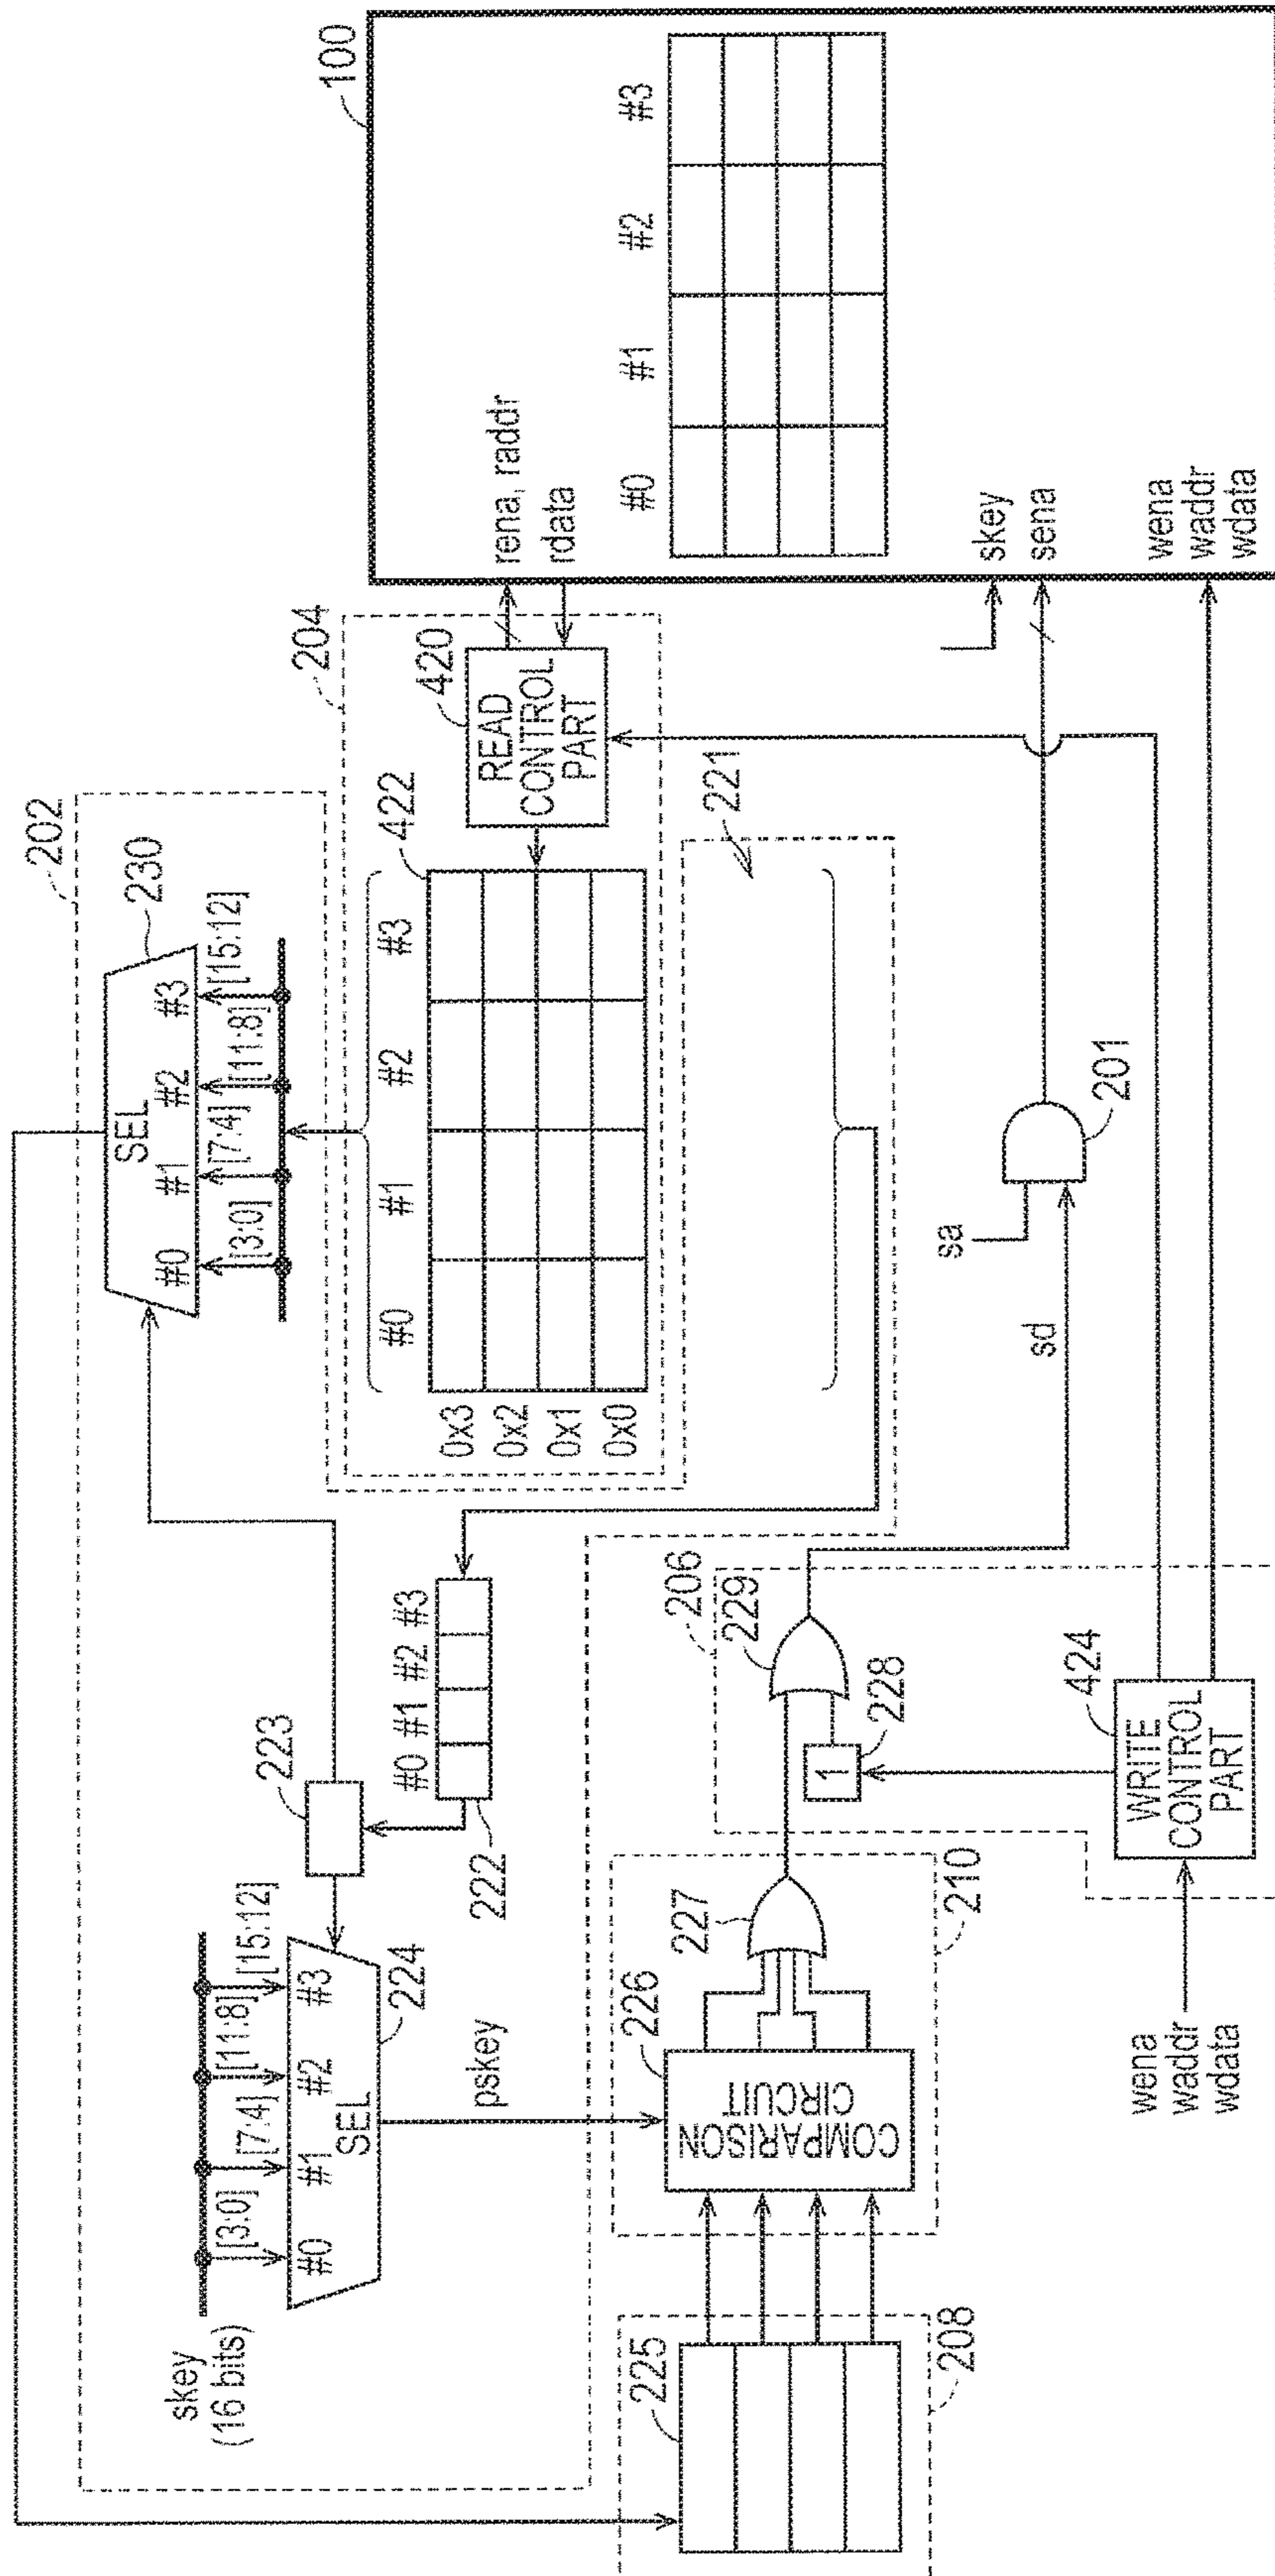 skey
(16 bits)
[3:0]
[7:4]
[11:8]
[15:12]
#0
#1
#2
#3
SEL
224
223
pskey
#0 #1 #2 #3
222
202
230
SEL
#0
#1
#2
#3
[3:0]
[7:4]
[11:8]
[15:12]
204
#0
#1
#2
#3
422
0x3
0x2
0x1
0x0
READ
CONTROL
PART
420
rena, raddr
rdata
100
#0
#1
#2
#3
221
225
208
COMPARISON
CIRCUIT
226
227
210
206
229
1
228
sd
sa
201
skey
sena
wena
waddr
wdata
WRITE
CONTROL
PART
424
wena
waddr
wdata